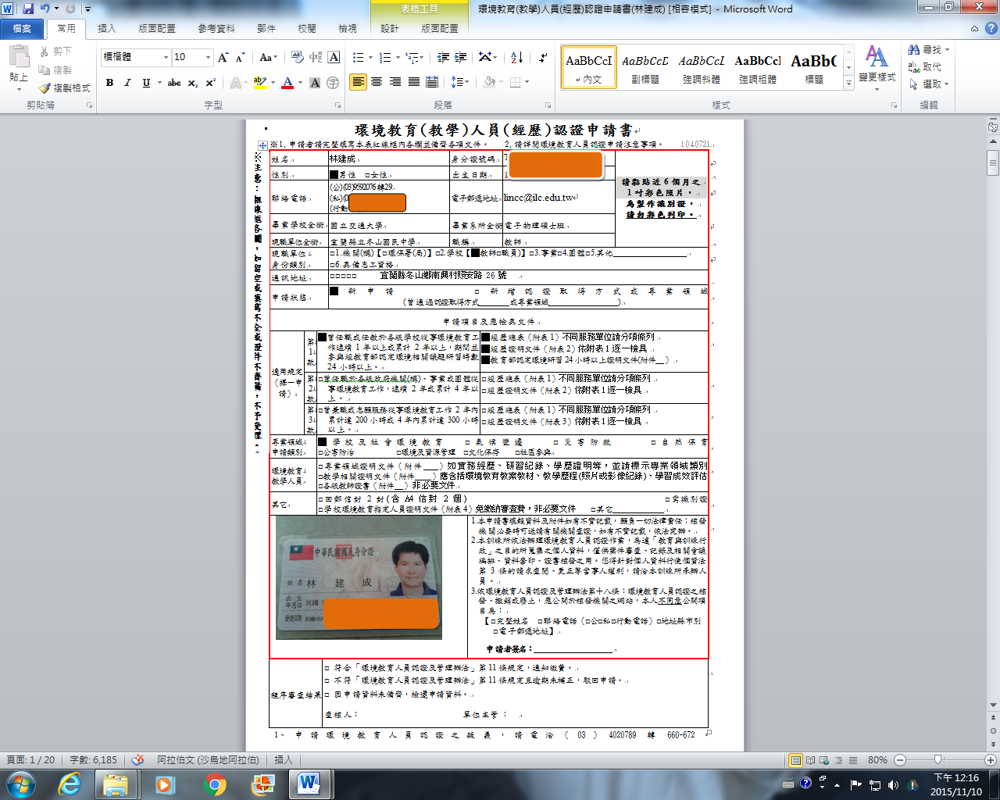 環境教育(教學)人員(經歷)認證申請書(林建成) [相容模式] - Microsoft Word
表格工具
檔案 常用 插入 版面配置 參考資料 郵件 校閱 檢視 設計 版面配置
貼上 剪下 複製 複製格式 剪貼簿
標楷體 10 字型 段落
AaBbCcI 內文 AaBbCcD 副標題 AaBbCcL 強調斜體 AaBbCcI 強調粗體 AaBbC 標題 樣式
變更樣式 尋找 取代 選取 編輯
環境教育(教學)人員(經歷)認證申請書
※1. 申請者請完整填寫本表紅線框內各欄並備齊各項文件。 2. 請詳閱環境教育人員認證申請注意事項。 1040721
※注意：粗線框各欄，如留空或填寫不全或證件不齊備，不予受理。
姓名 林建成 身分證號碼
性別 ■男性 □女性 出生日期
聯絡電話 (公)(03)9592076轉29
(私)(0
(行動
電子郵遞地址 lincc@ilc.edu.tw
請黏貼近 6 個月之
1 吋彩色照片，
為製作識別證，
請勿彩色列印。
畢業學校全銜 國立交通大學 畢業系所全銜 電子物理碩士班
現職單位全銜 宜蘭縣立冬山國民中學 職稱 教師
現職單位身份類別 □1.機關(構)【□環保署(局)】□2.學校【■教師□職員)】□3.事業□4.團體□5.其他
□6.具備志工資格
通訊地址 □□□□□ 宜蘭縣冬山鄉南興村照安路 26 號
申請狀態 ■新申請 □新增認證取得方式或專業領域
(曾通過認證取得方式______或專業領域______)
申請項目及應檢具文件
適用規定（擇一申請）
第1款 ■曾任職或任教於各級學校從事環境教育工作連續 1 年以上或累計 2 年以上，期間並參與經教育部認定環境相關議題研習時數 24 小時以上。
■經歷總表（附表 1）不同服務單位請分項條列
■經歷證明文件（附表 2）依附表 1 逐一檢具
■教育部認定環境研習 24 小時以上證明文件(附件__)
第2款 □曾任職於各級政府機關(構)、事業或團體從事環境教育工作，連續 2 年或累計 4 年以上。
□經歷總表（附表 1）不同服務單位請分項條列
□經歷證明文件（附表 2）依附表 1 逐一檢具
第3款 □曾兼職或志願服務從事環境教育工作 2 年內累計達 200 小時或 4 年內累計達 300 小時以上。
□經歷總表（附表 1）不同服務單位請分項條列
□經歷證明文件（附表 3）依附表 1 逐一檢具
專業領域申請類別 ■學校及社會環境教育 □氣候變遷 □災害防救 □自然保育
□公害防治 □環境及資源管理 □文化保存 □社區參與
環境教育教學人員
□專業領域證明文件（附件____）如實務經歷、研習紀錄、學歷證明等，並請標示專業領域類別
□教學相關證明文件（附件____）應含括環境教育教案教材、教學歷程(照片或影像紀錄)、學習成效評估
□各級教師證書（附件__）非必要文件
其它 □回郵信封 2 封(含 A4 信封 2 個) □需識別證
□學校環境教育指定人員證明文件（附表 4）免繳納審查費，非必要文件 □其它
中華民國國民身分證
姓名 林 建 成
出生年月日 民國
發證日期 民國
1.本申請書填報資料及附件如有不實記載，願負一切法律責任；核發機關必要時可送請有關機關查證，如有不實記載，依法究辦。
2.本訓練所依法辦理環境教育人員認證作業，為達「教育與訓練行政」之目的所蒐集之個人資料，僅供案件審查、記錄及相關會議編排、資料套印、證書核發之用。您得針對個人資料行使個資法第 3 條的請求查閱、更正等當事人權利，請洽本訓練所承辦人員。
3.依環境教育人員認證及管理辦法第十八條：環境教育人員認證之核發、撤銷或廢止，應公開於核發機關之網站，本人不同意公開項目為：
【□完整姓名 □聯絡電話（□公□私□行動電話）□地址縣市別
□電子郵遞地址】
申請者簽名：
程序審查結果
□ 符合「環境教育人員認證及管理辦法」第 11 條規定，通知繳費。
□ 不符「環境教育人員認證及管理辦法」第 11 條規定且逾期未補正，駁回申請。
□ 因申請資料未備齊，檢還申請資料。
查核人： 單位主管：
1、申請環境教育人員認證之疑義，請電洽(03)4020789 轉 660-672
頁面: 1 / 20 字數: 6,185 阿拉伯文 (沙烏地阿拉伯) 插入 80%
下午 12:16
2015/11/10